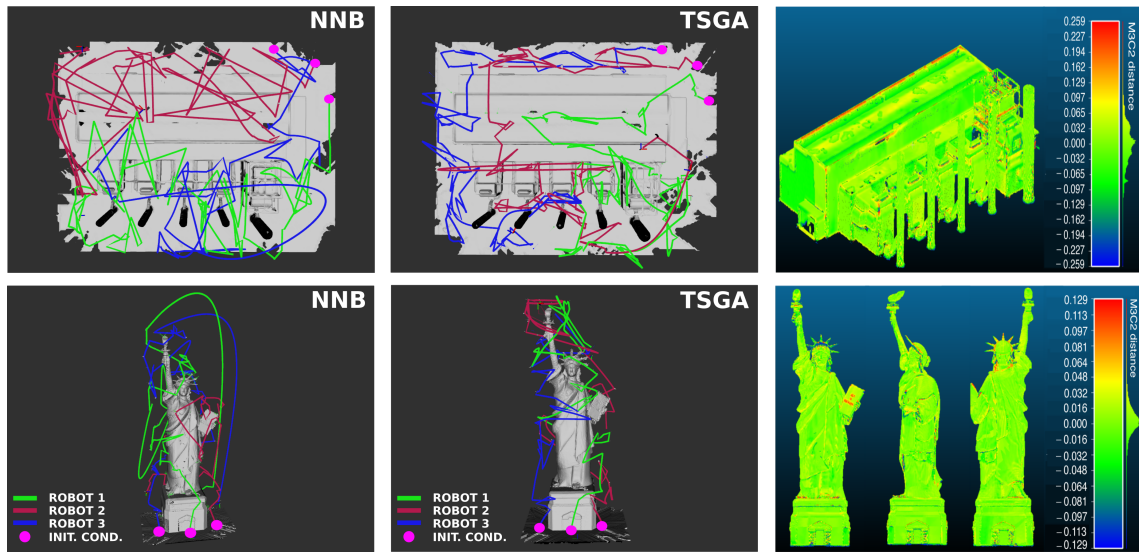 NNB
TSGA
0.259
0.227
0.194
0.162
0.129
0.097
0.065
0.032
0.000
−0.032
−0.065
−0.097
−0.129
−0.162
−0.194
−0.227
−0.259
M3C2 distance
NNB
ROBOT 1
ROBOT 2
ROBOT 3
INIT. COND.
TSGA
ROBOT 1
ROBOT 2
ROBOT 3
INIT. COND.
0.129
0.113
0.097
0.081
0.064
0.048
0.032
0.016
0.000
−0.016
−0.032
−0.048
−0.064
−0.081
−0.097
−0.113
−0.129
M3C2 distance